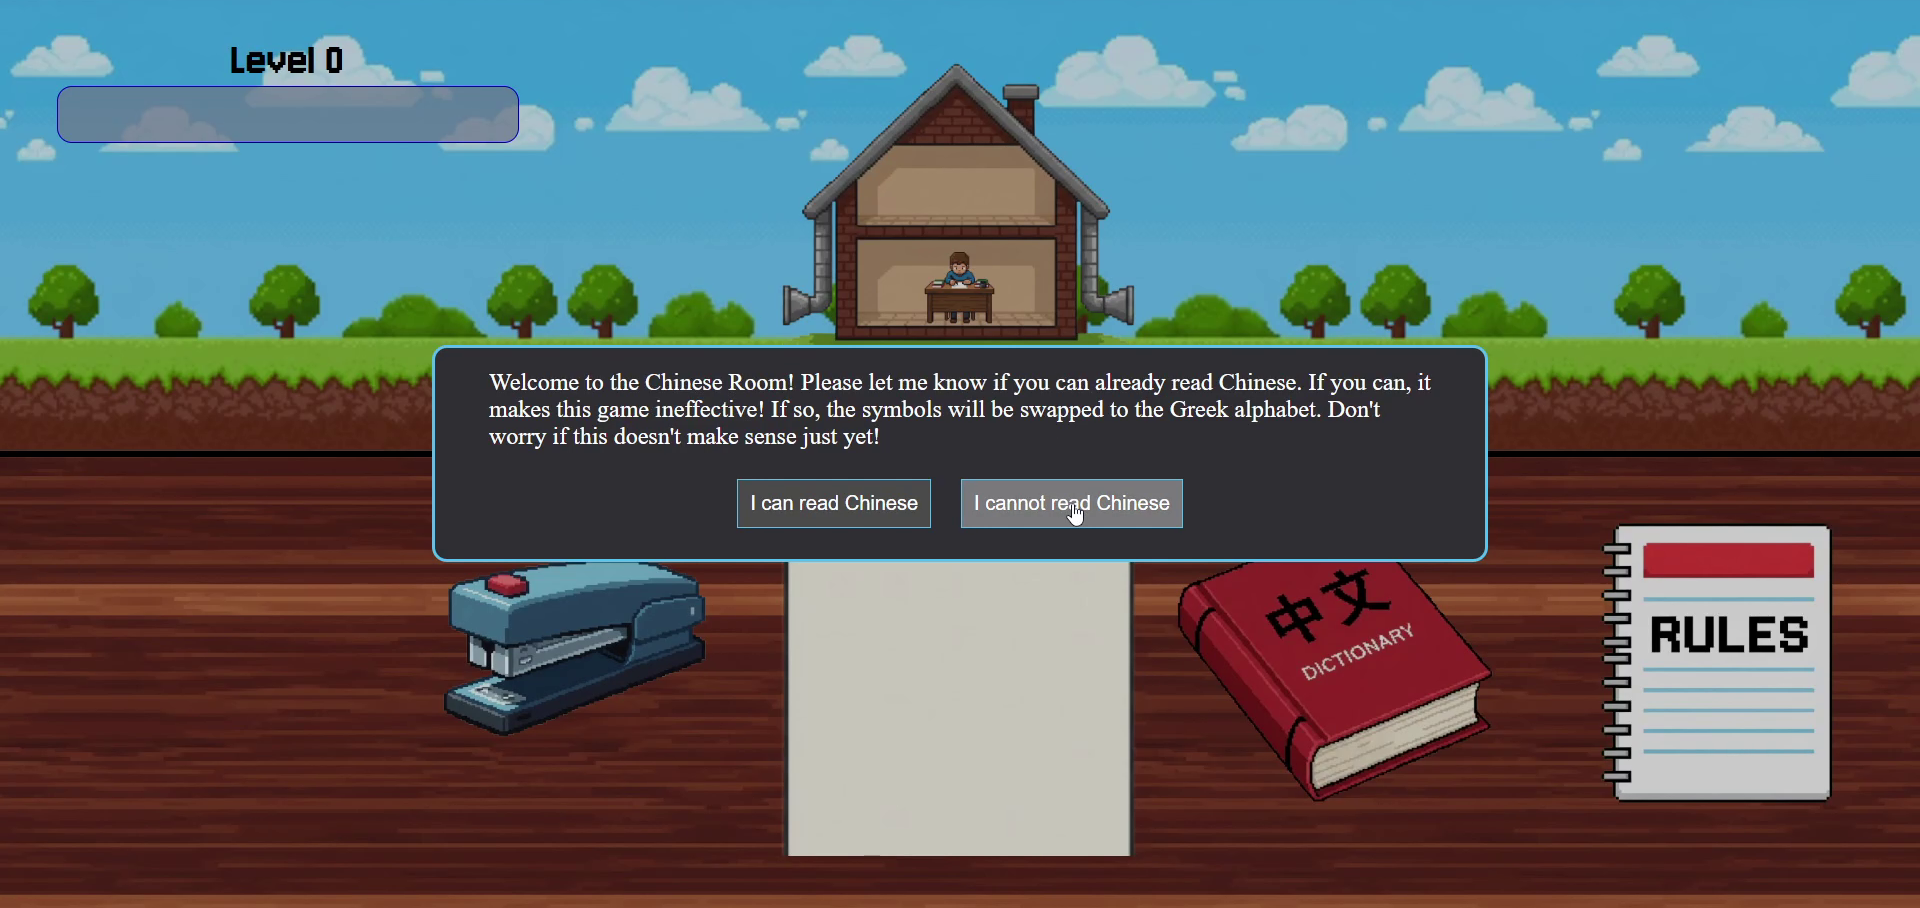 Level 0
Welcome to the Chinese Room! Please let me know if you can already read Chinese. If you can, it
makes this game ineffective! If so, the symbols will be swapped to the Greek alphabet. Don't
worry if this doesn't make sense just yet!
I can read Chinese
I cannot read Chinese
中文
DICTIONARY
RULES